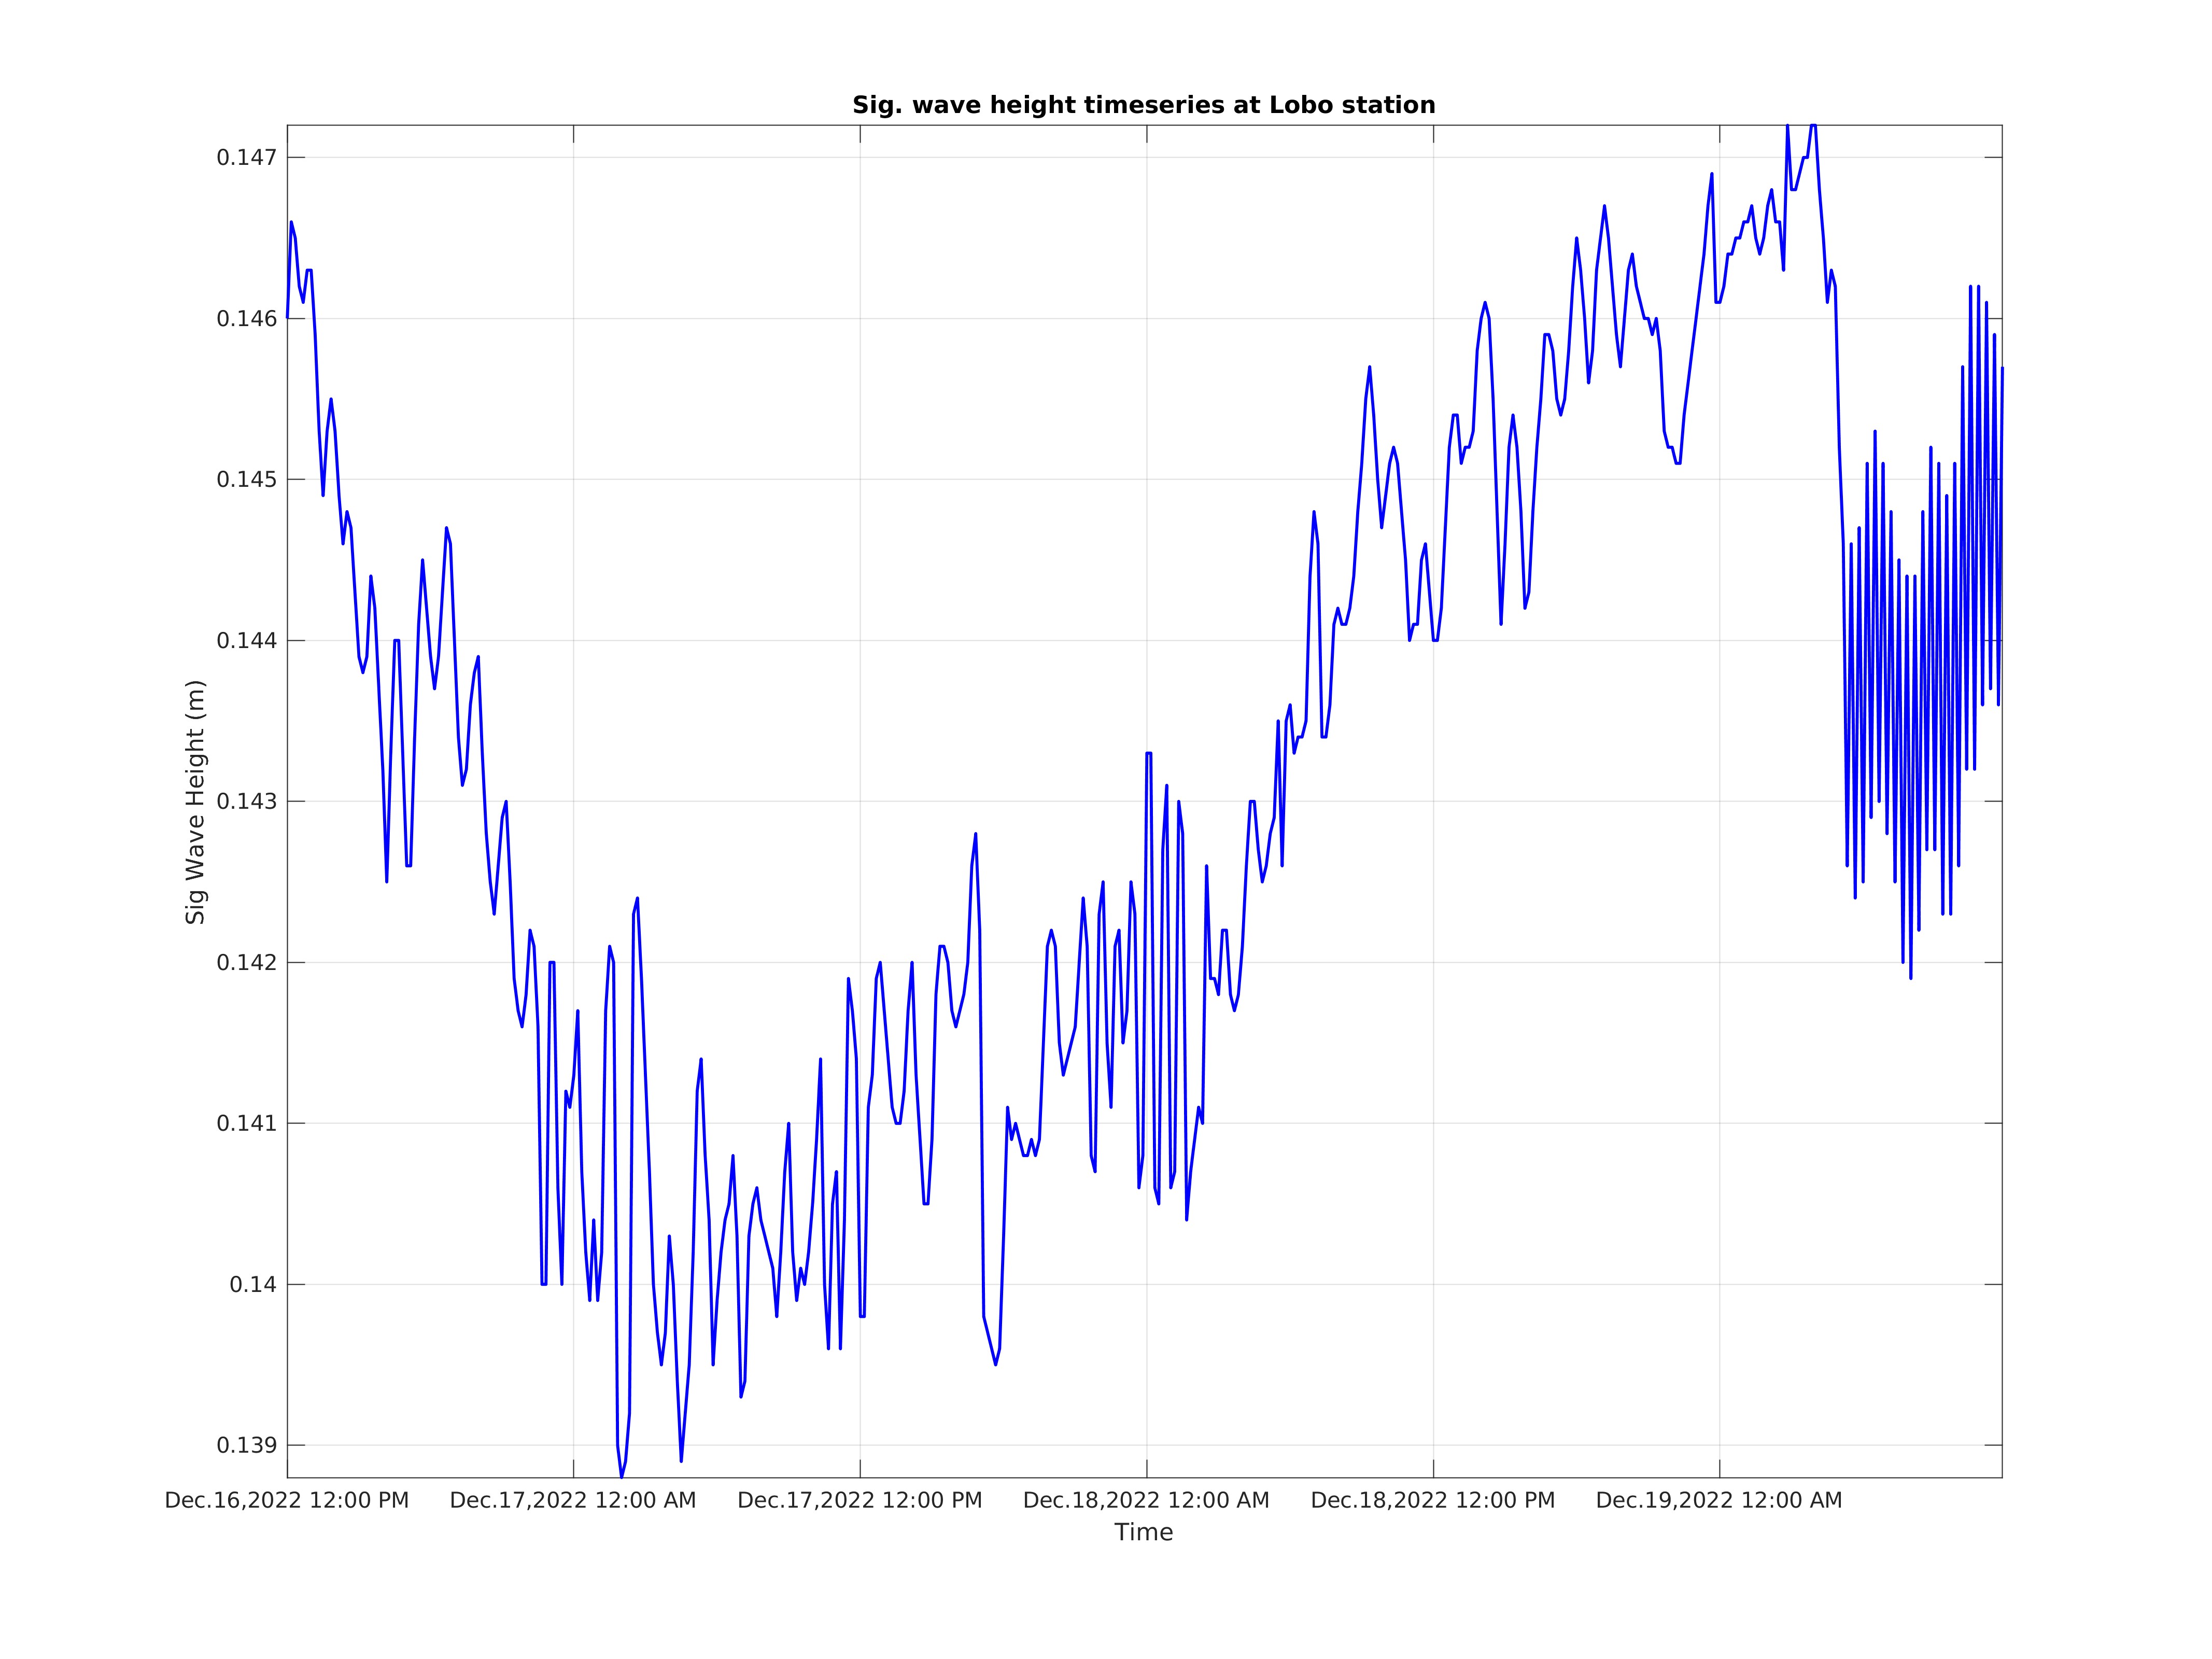 Sig. wave height timeseries at Lobo station
0.147
0.146
0.145
0.144
0.143
0.142
0.141
0.14
0.139
Sig Wave Height (m)
Dec.16,2022 12:00 PM Dec.17,2022 12:00 AM Dec.17,2022 12:00 PM Dec.18,2022 12:00 AM Dec.18,2022 12:00 PM Dec.19,2022 12:00 AM
Time